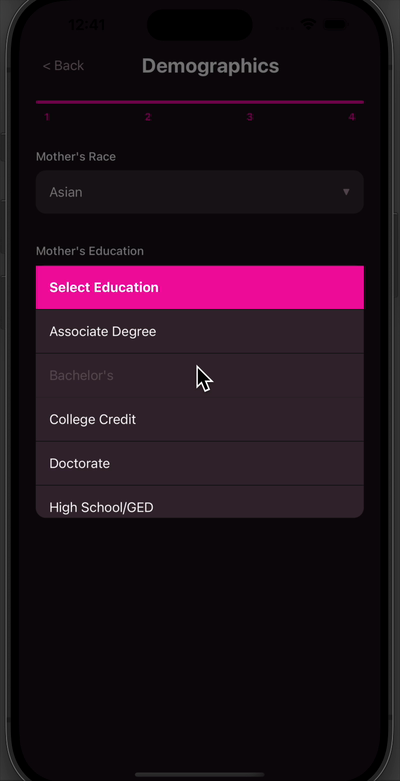 12:41
< Back
Demographics
1 2 3 4
Mother's Race
Asian
Mother's Education
Select Education
Associate Degree
Bachelor's
College Credit
Doctorate
High School/GED